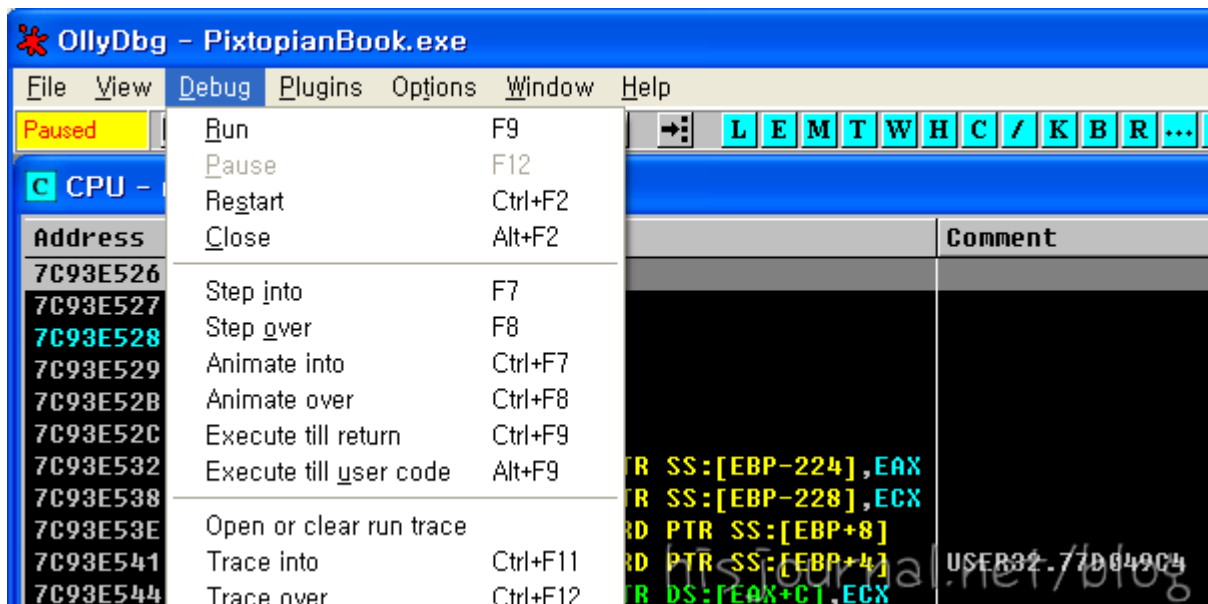 OllyDbg - PixtopianBook.exe
File View Debug Plugins Options Window Help
Paused
L E M T W H C / K B R ...
Run F9
Pause F12
Restart Ctrl+F2
Close Alt+F2
Step into F7
Step over F8
Animate into Ctrl+F7
Animate over Ctrl+F8
Execute till return Ctrl+F9
Execute till user code Alt+F9
Open or clear run trace
Trace into Ctrl+F11
Trace over Ctrl+F12
C CPU -
Address Comment
7C93E526
7C93E527
7C93E528
7C93E529
7C93E52B
7C93E52C
7C93E532 TR SS:[EBP-224],EAX
7C93E538 TR SS:[EBP-228],ECX
7C93E53E RD PTR SS:[EBP+8]
7C93E541 RD PTR SS:[EBP+4] USER32.77D049C4
7C93E544 TR DS:[EAX+C],ECX
hisjournal.net/blog